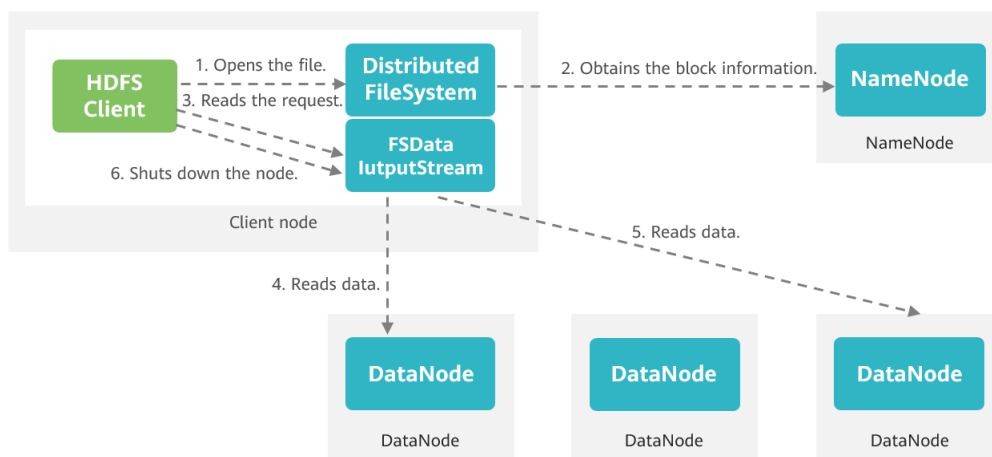 HDFS
Client
1. Opens the file.
3. Reads the request.
6. Shuts down the node.
Distributed
FileSystem
FSData
IutputStream
Client node
2. Obtains the block information.
NameNode
NameNode
4. Reads data.
5. Reads data.
DataNode
DataNode
DataNode
DataNode
DataNode
DataNode